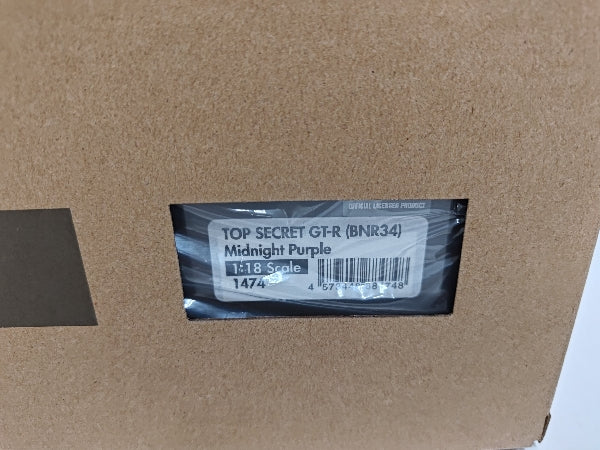 OFFICIAL LICENSED PRODUCT
TOP SECRET GT-R (BNR34)
Midnight Purple
1:18 Scale
1474